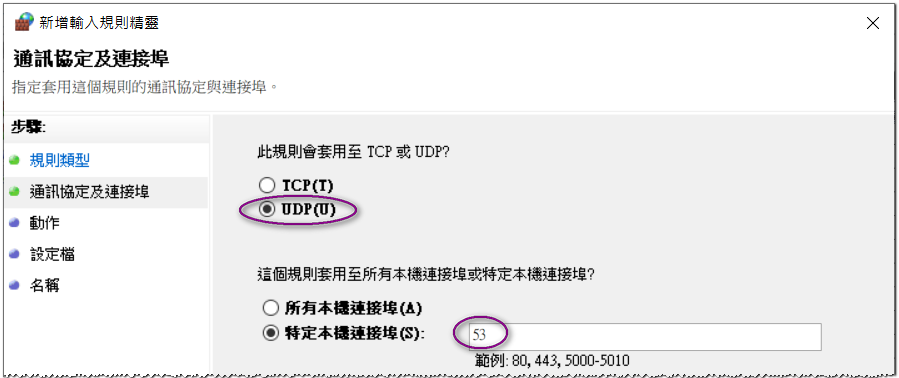 新增輸入規則精靈
通訊協定及連接埠
指定套用這個規則的通訊協定與連接埠。
步驟:
規則類型
通訊協定及連接埠
動作
設定檔
名稱
此規則會套用至 TCP 或 UDP?
TCP(T)
UDP(U)
這個規則套用至所有本機連接埠或特定本機連接埠?
所有本機連接埠(A)
特定本機連接埠(S): 53
範例: 80, 443, 5000-5010